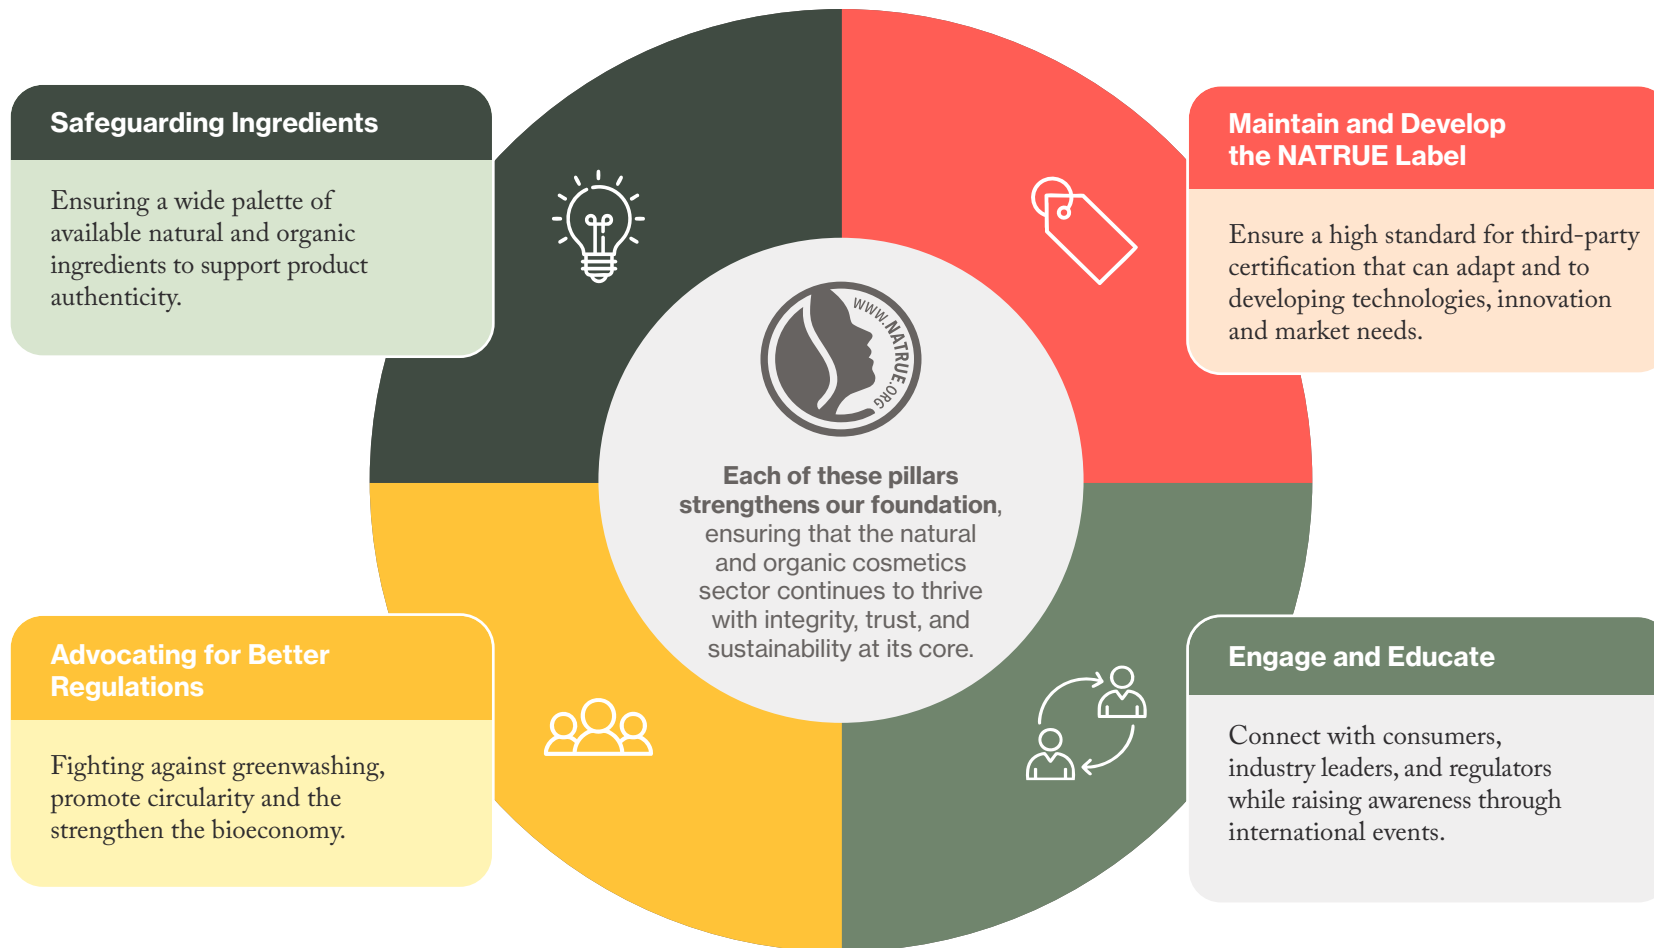 Safeguarding Ingredients
Ensuring a wide palette of
available natural and organic
ingredients to support product
authenticity.
Maintain and Develop
the NATRUE Label
Ensure a high standard for third-party
certification that can adapt and to
developing technologies, innovation
and market needs.
WWW.NATRUE.ORG
Each of these pillars
strengthens our foundation,
ensuring that the natural
and organic cosmetics
sector continues to thrive
with integrity, trust, and
sustainability at its core.
Advocating for Better
Regulations
Fighting against greenwashing,
promote circularity and the
strengthen the bioeconomy.
Engage and Educate
Connect with consumers,
industry leaders, and regulators
while raising awareness through
international events.